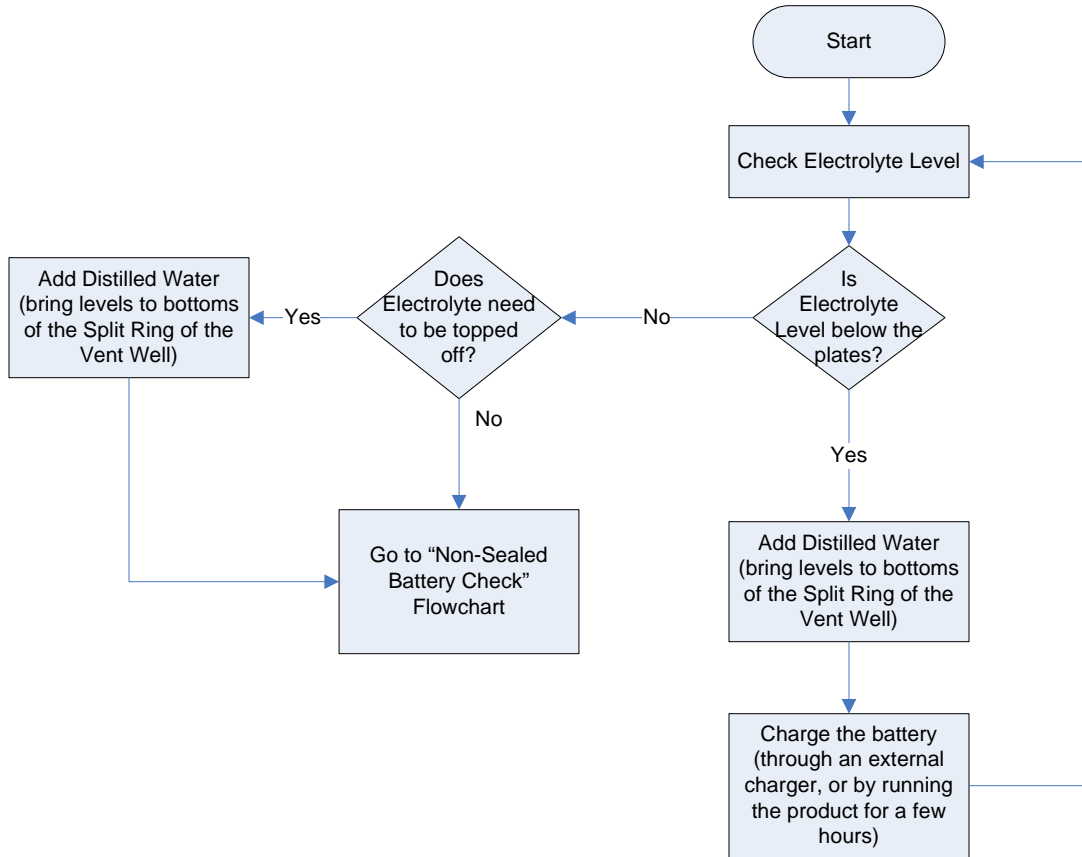 Start
Check Electrolyte Level
Is
Electrolyte
Level below the
plates?
No
Does
Electrolyte need
to be topped
off?
Yes
Add Distilled Water
(bring levels to bottoms
of the Split Ring of the
Vent Well)
No
Go to “Non-Sealed
Battery Check”
Flowchart
Yes
Add Distilled Water
(bring levels to bottoms
of the Split Ring of the
Vent Well)
Charge the battery
(through an external
charger, or by running
the product for a few
hours)